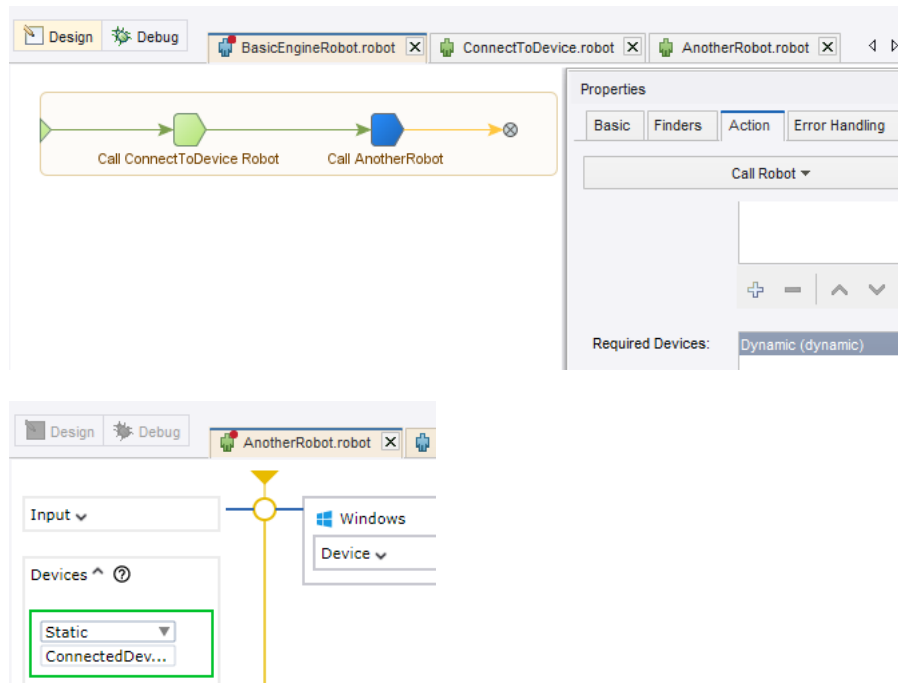 Design Debug
BasicEngineRobot.robot ConnectToDevice.robot AnotherRobot.robot
Call ConnectToDevice Robot Call AnotherRobot
Properties
Basic Finders Action Error Handling
Call Robot
Required Devices: Dynamic (dynamic)
Design Debug
AnotherRobot.robot
Input
Devices
Static
ConnectedDev...
Windows
Device